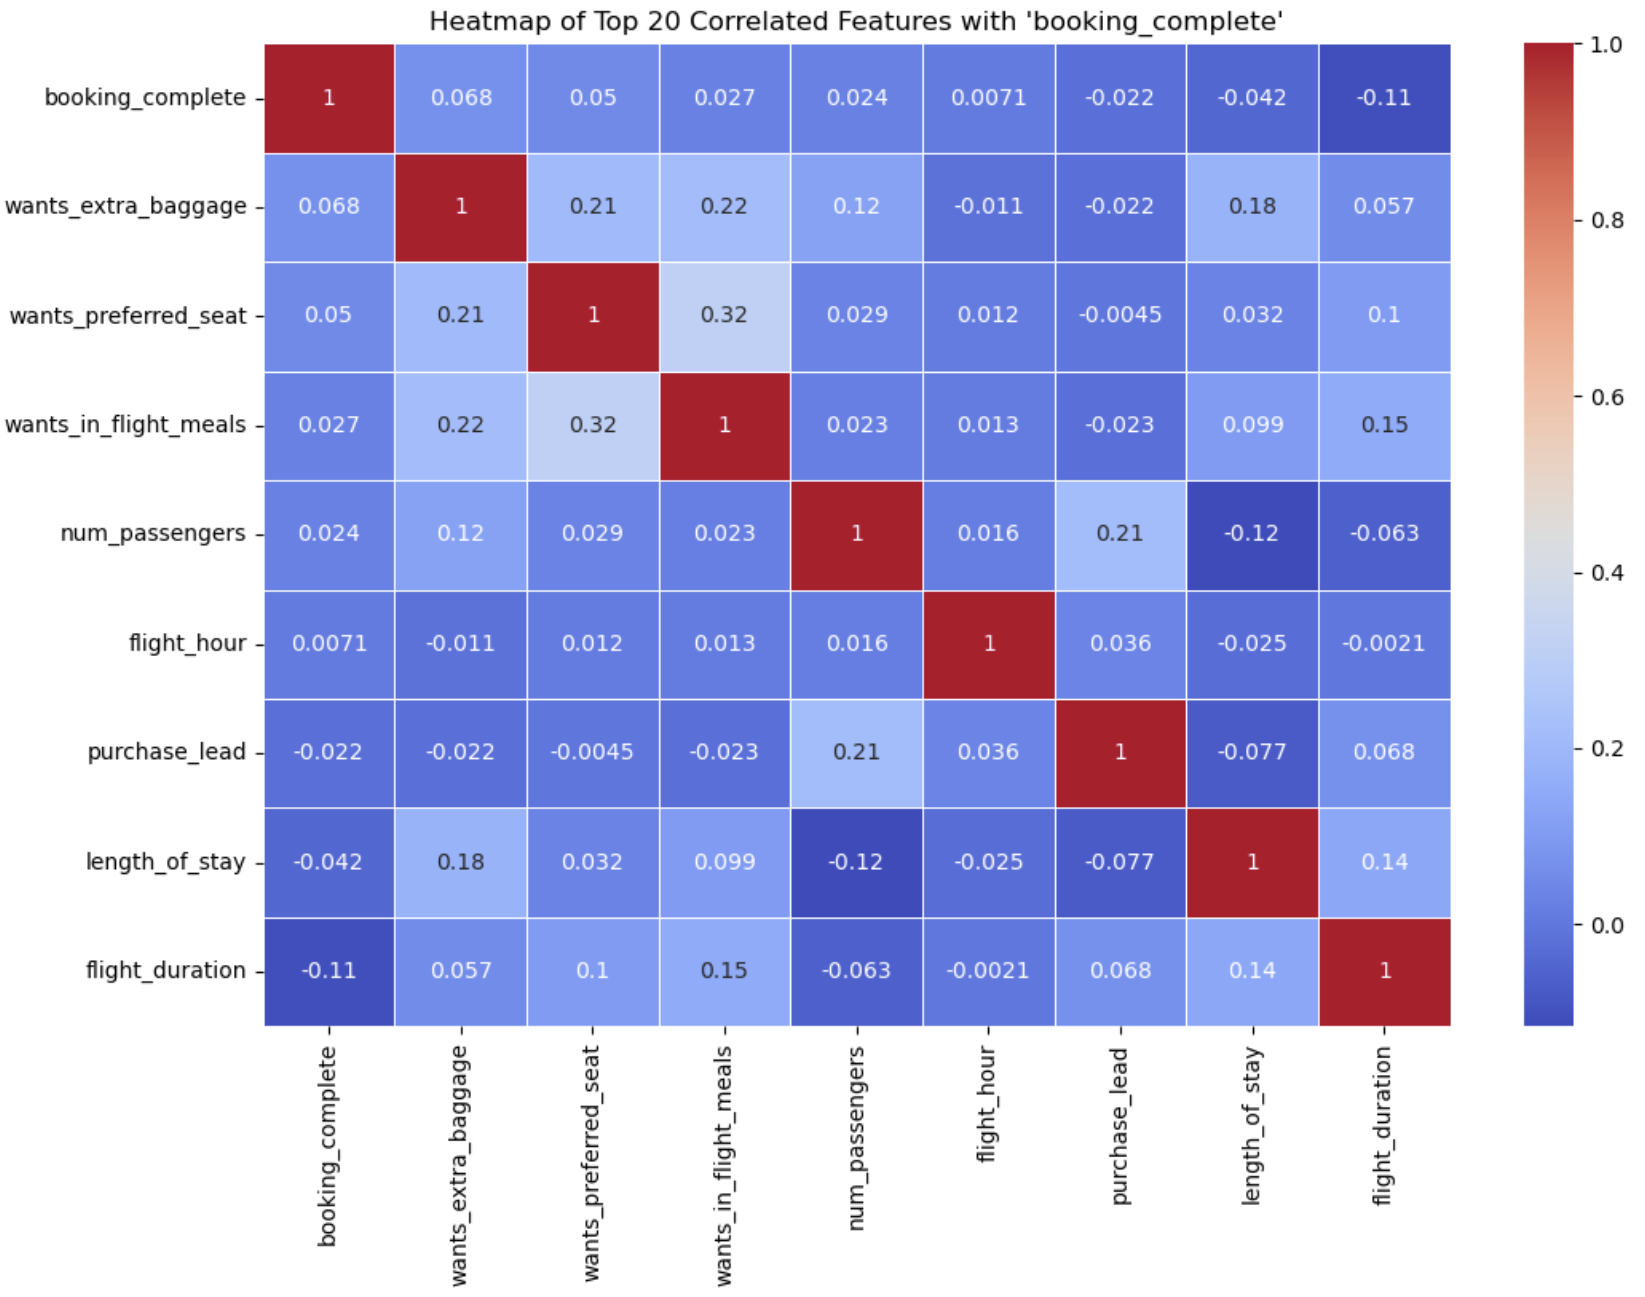 Heatmap of Top 20 Correlated Features with 'booking_complete'
booking_complete 1 0.068 0.05 0.027 0.024 0.0071 -0.022 -0.042 -0.11
wants_extra_baggage 0.068 1 0.21 0.22 0.12 -0.011 -0.022 0.18 0.057
wants_preferred_seat 0.05 0.21 1 0.32 0.029 0.012 -0.0045 0.032 0.1
wants_in_flight_meals 0.027 0.22 0.32 1 0.023 0.013 -0.023 0.099 0.15
num_passengers 0.024 0.12 0.029 0.023 1 0.016 0.21 -0.12 -0.063
flight_hour 0.0071 -0.011 0.012 0.013 0.016 1 0.036 -0.025 -0.0021
purchase_lead -0.022 -0.022 -0.0045 -0.023 0.21 0.036 1 -0.077 0.068
length_of_stay -0.042 0.18 0.032 0.099 -0.12 -0.025 -0.077 1 0.14
flight_duration -0.11 0.057 0.1 0.15 -0.063 -0.0021 0.068 0.14 1
booking_complete
wants_extra_baggage
wants_preferred_seat
wants_in_flight_meals
num_passengers
flight_hour
purchase_lead
length_of_stay
flight_duration
1.0
0.8
0.6
0.4
0.2
0.0